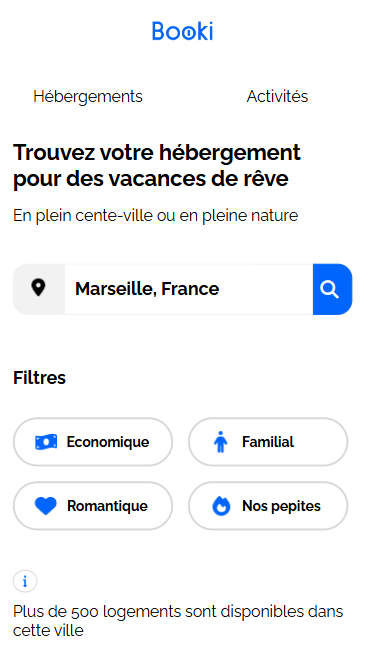 Booki
Hébergements
Activités
Trouvez votre hébergement
pour des vacances de rêve
En plein cente-ville ou en pleine nature
Marseille, France
Filtres
Economique
Familial
Romantique
Nos pepites
i
Plus de 500 logements sont disponibles dans
cette ville